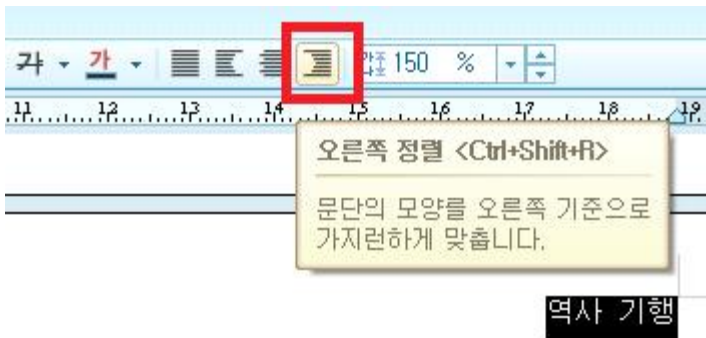 가 가 150 %
11 12 13 14 15 16 17 18 19
오른쪽 정렬 <Ctrl+Shift+R>
문단의 모양를 오른쪽 기준으로
가지런하게 맞춥니다.
역사 기행